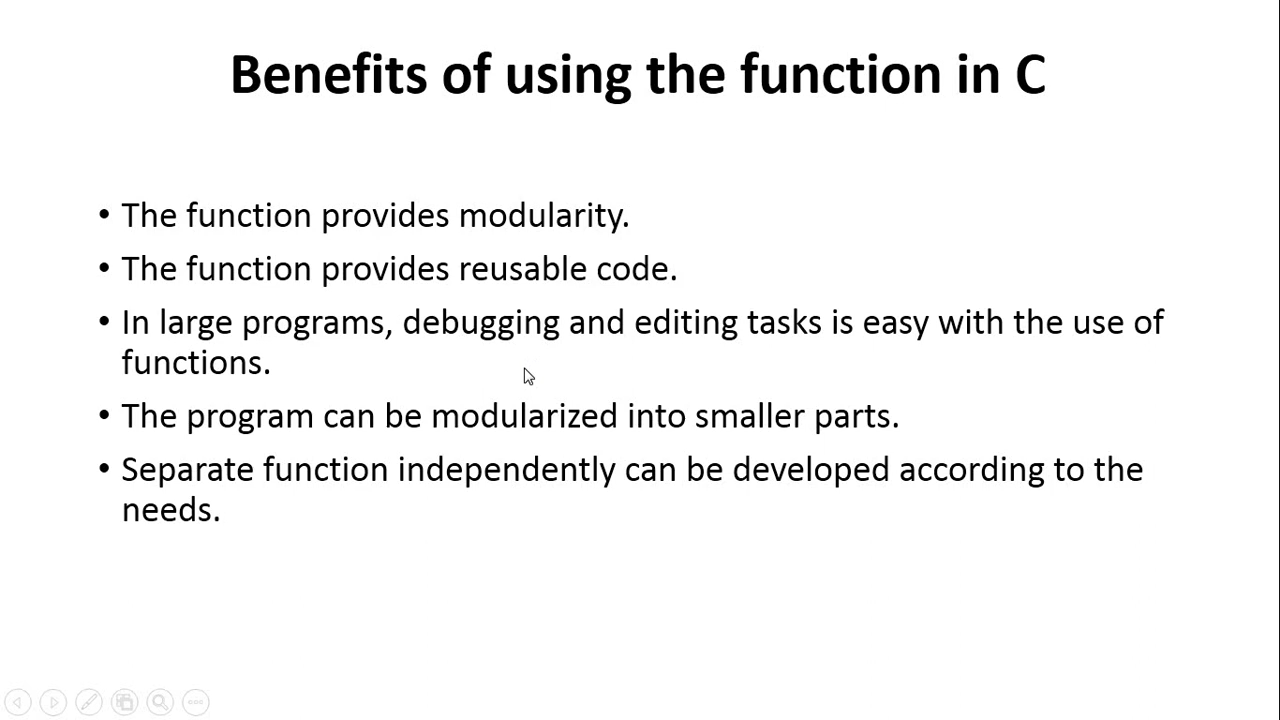 Benefits of using the function in C
• The function provides modularity.
• The function provides reusable code.
• In large programs, debugging and editing tasks is easy with the use of
functions.
• The program can be modularized into smaller parts.
• Separate function independently can be developed according to the
needs.